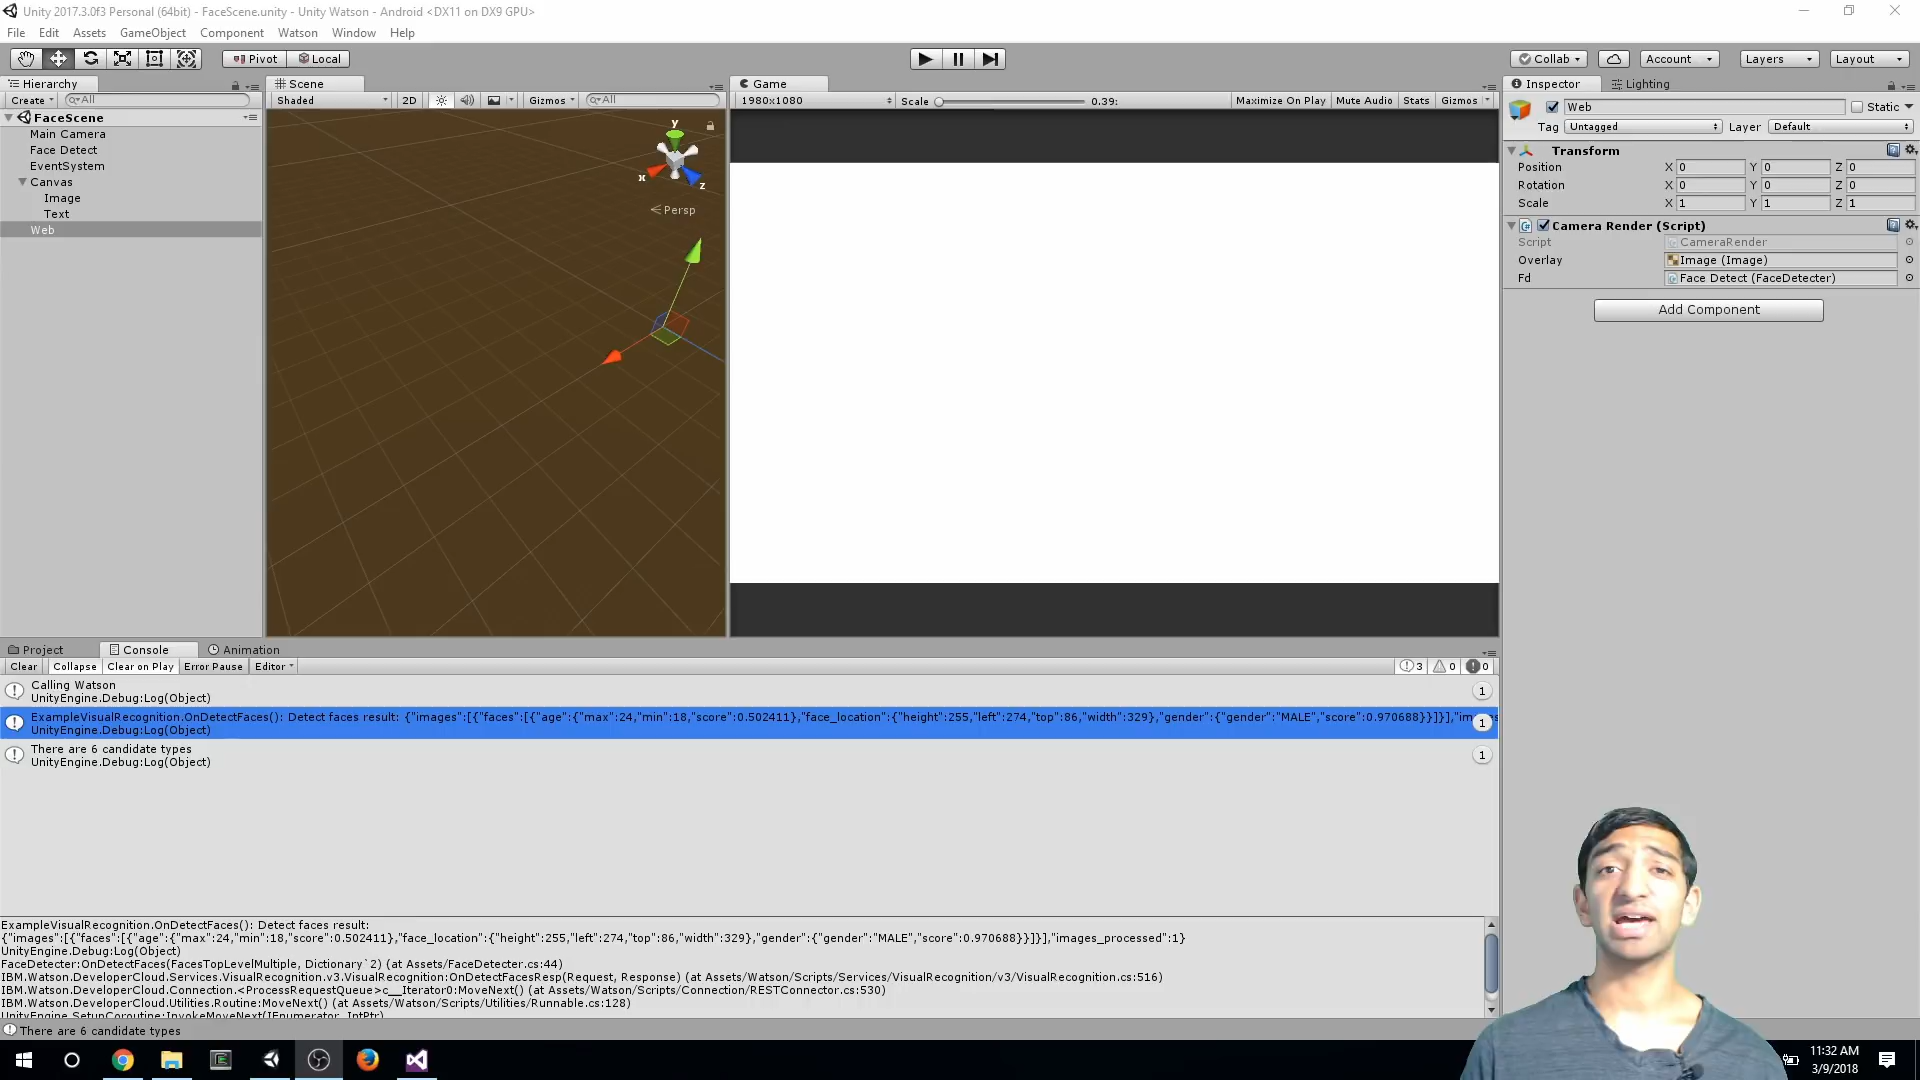 Unity 2017.3.0f3 Personal (64bit) - FaceScene.unity - Unity Watson - Android <DX11 on DX9 GPU>
File Edit Assets GameObject Component Watson Window Help
Pivot Local
Collab Account Layers Layout
Hierarchy
Create All
FaceScene
Main Camera
Face Detect
EventSystem
Canvas
Image
Text
Web
Scene
Shaded 2D Gizmos All
y
x
z
Persp
Game
1980x1080 Scale 0.39: Maximize On Play Mute Audio Stats Gizmos
Inspector Lighting
Web Static
Tag Untagged Layer Default
Transform
Position X 0 Y 0 Z 0
Rotation X 0 Y 0 Z 0
Scale X 1 Y 1 Z 1
Camera Render (Script)
Script CameraRender
Overlay Image (Image)
Fd Face Detect (FaceDetecter)
Add Component
Project Console Animation
Clear Collapse Clear on Play Error Pause Editor 3 0 0
Calling Watson
UnityEngine.Debug:Log(Object)
1
ExampleVisualRecognition.OnDetectFaces(): Detect faces result: {"images":[{"faces":[{"age":{"max":24,"min":18,"score":0.502411},"face_location":{"height":255,"left":274,"top":86,"width":329},"gender":{"gender":"MALE","score":0.970688}}]}],"im
UnityEngine.Debug:Log(Object)
1
There are 6 candidate types
UnityEngine.Debug:Log(Object)
1
ExampleVisualRecognition.OnDetectFaces(): Detect faces result:
{"images":[{"faces":[{"age":{"max":24,"min":18,"score":0.502411},"face_location":{"height":255,"left":274,"top":86,"width":329},"gender":{"gender":"MALE","score":0.970688}}]}],"images_processed":1}
UnityEngine.Debug:Log(Object)
FaceDetecter:OnDetectFaces(FacesTopLevelMultiple, Dictionary`2) (at Assets/FaceDetecter.cs:44)
IBM.Watson.DeveloperCloud.Services.VisualRecognition.v3.VisualRecognition:OnDetectFacesResp(Request, Response) (at Assets/Watson/Scripts/Services/VisualRecognition/v3/VisualRecognition.cs:516)
IBM.Watson.DeveloperCloud.Connection.<ProcessRequestQueue>c__Iterator0:MoveNext() (at Assets/Watson/Scripts/Connection/RESTConnector.cs:530)
IBM.Watson.DeveloperCloud.Utilities.Routine:MoveNext() (at Assets/Watson/Scripts/Utilities/Runnable.cs:128)
UnityEngine.SetupCoroutine:InvokeMoveNext(IEnumerator, IntPtr)
There are 6 candidate types
11:32 AM
3/9/2018